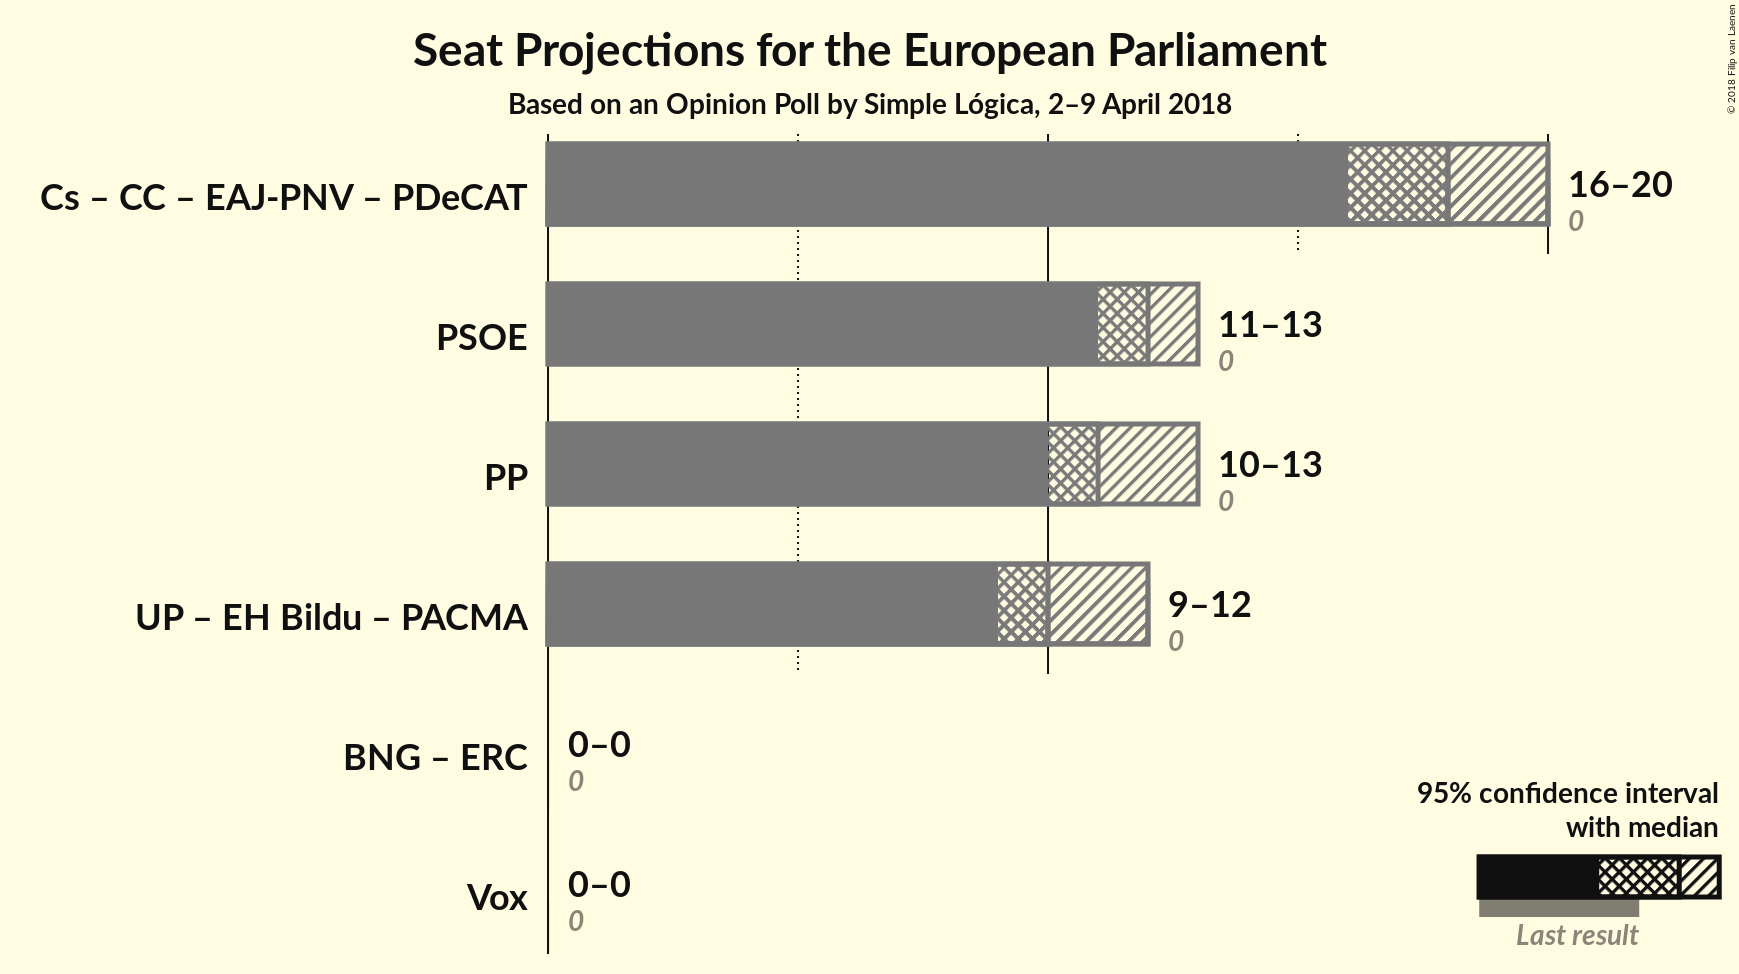 Seat Projections for the European Parliament
Based on an Opinion Poll by Simple Lógica, 2–9 April 2018
© 2018 Filip van Laenen
Cs – CC – EAJ-PNV – PDeCAT
16–20
0
PSOE
11–13
0
PP
10–13
0
UP – EH Bildu – PACMA
9–12
0
BNG – ERC
0–0
0
Vox
0–0
0
95% confidence interval
with median
Last result